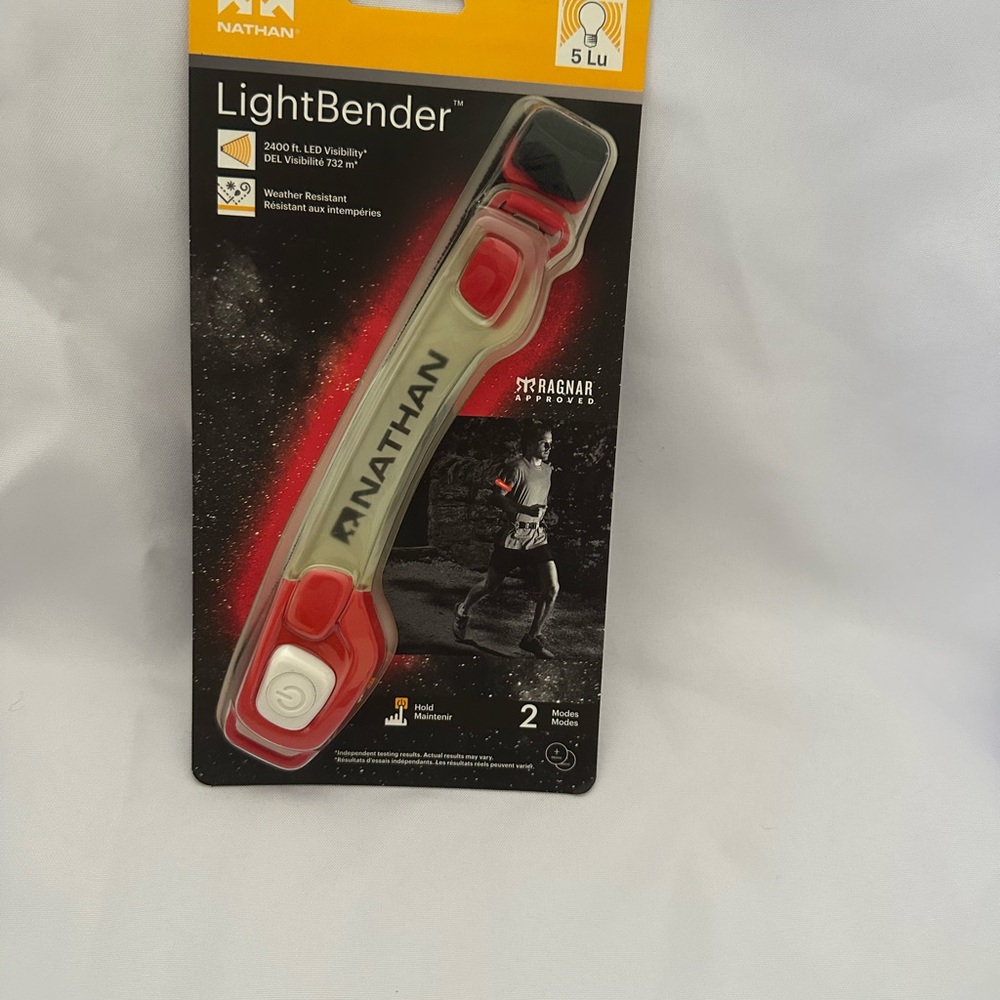 NATHAN®
5 Lu
LightBender™
2400 ft. LED Visibility*
DEL Visibilité 732 m*
Weather Resistant
Résistant aux intempéries
NATHAN
RAGNAR
APPROVED
Hold
Maintenir
2
Modes
Modes
*Independent testing results. Actual results may vary.
*Résultats d'essais indépendants. Les résultats réels peuvent varier.